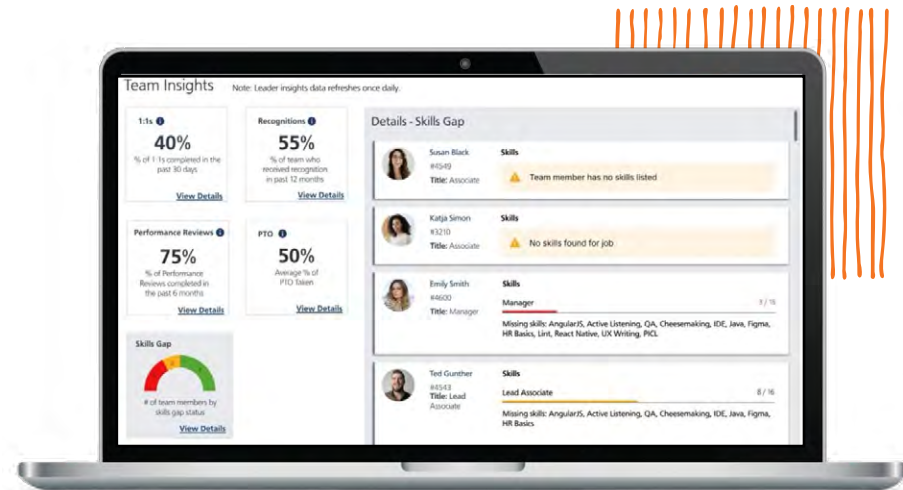 Team Insights Note: Leader insights data refreshes once daily.
1:1s
40%
% of 1:1s completed in the
past 30 days
View Details
Recognitions
55%
% of team who
received recognition
in past 12 months
View Details
Performance Reviews
75%
% of Performance
Reviews completed in
the past 6 months
View Details
PTO
50%
Average % of
PTO Taken
View Details
Skills Gap
# of team members by
skills gap status
View Details
Details - Skills Gap
Susan Black
#4549
Title: Associate
Skills
Team member has no skills listed
Katja Simon
#3210
Title: Associate
Skills
No skills found for job
Emily Smith
#4600
Title: Manager
Skills
Manager
Missing skills: AngularJS, Active Listening, QA, Cheesemaking, IDE, Java, Figma,
HR Basics, Lint, React Native, UX Writing, PICL
Ted Gunther
#4543
Title: Lead
Associate
Skills
Lead Associate 8 / 16
Missing skills: AngularJS, Active Listening, QA, Cheesemaking, IDE, Java, Figma,
HR Basics